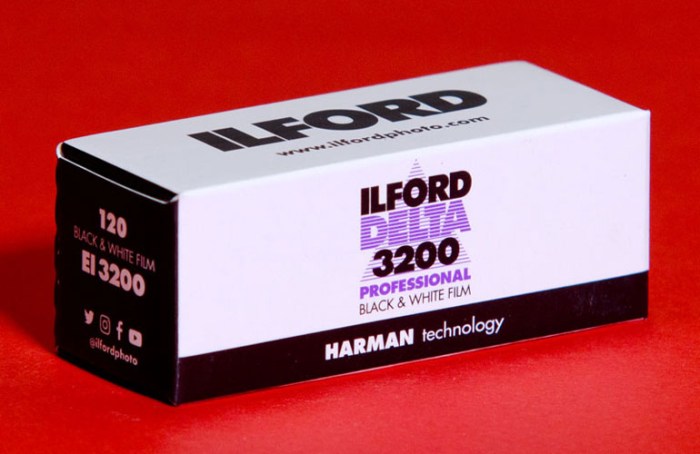 ILFORD
www.ilfordphoto.com
ILFORD
DELTA
3200
PROFESSIONAL
BLACK & WHITE FILM
HARMAN technology
120
BLACK & WHITE FILM
EI 3200
@ilfordphoto